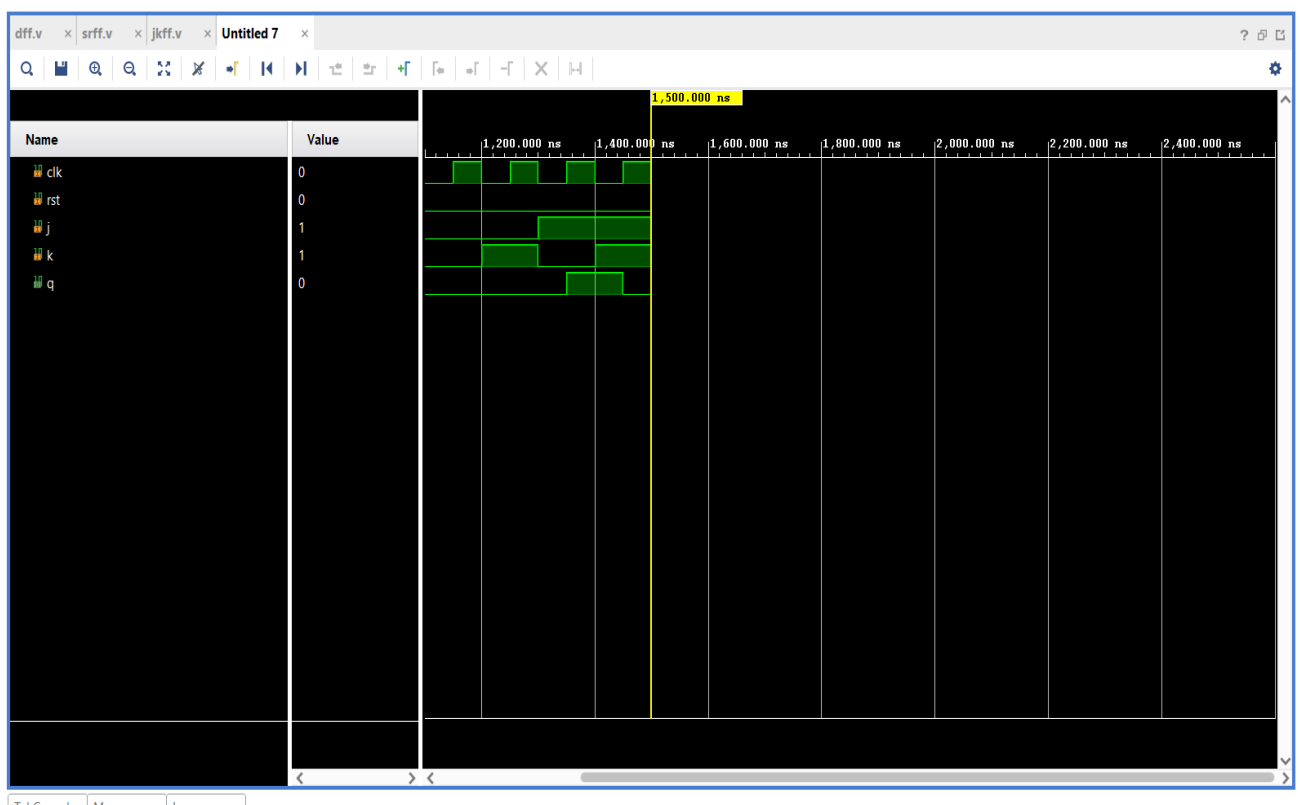 dff.v × srff.v × jkff.v × Untitled 7 ×
1,500.000 ns
Name Value
1,200.000 ns 1,400.000 ns 1,600.000 ns 1,800.000 ns 2,000.000 ns 2,200.000 ns 2,400.000 ns
clk 0
rst 0
j 1
k 1
q 0